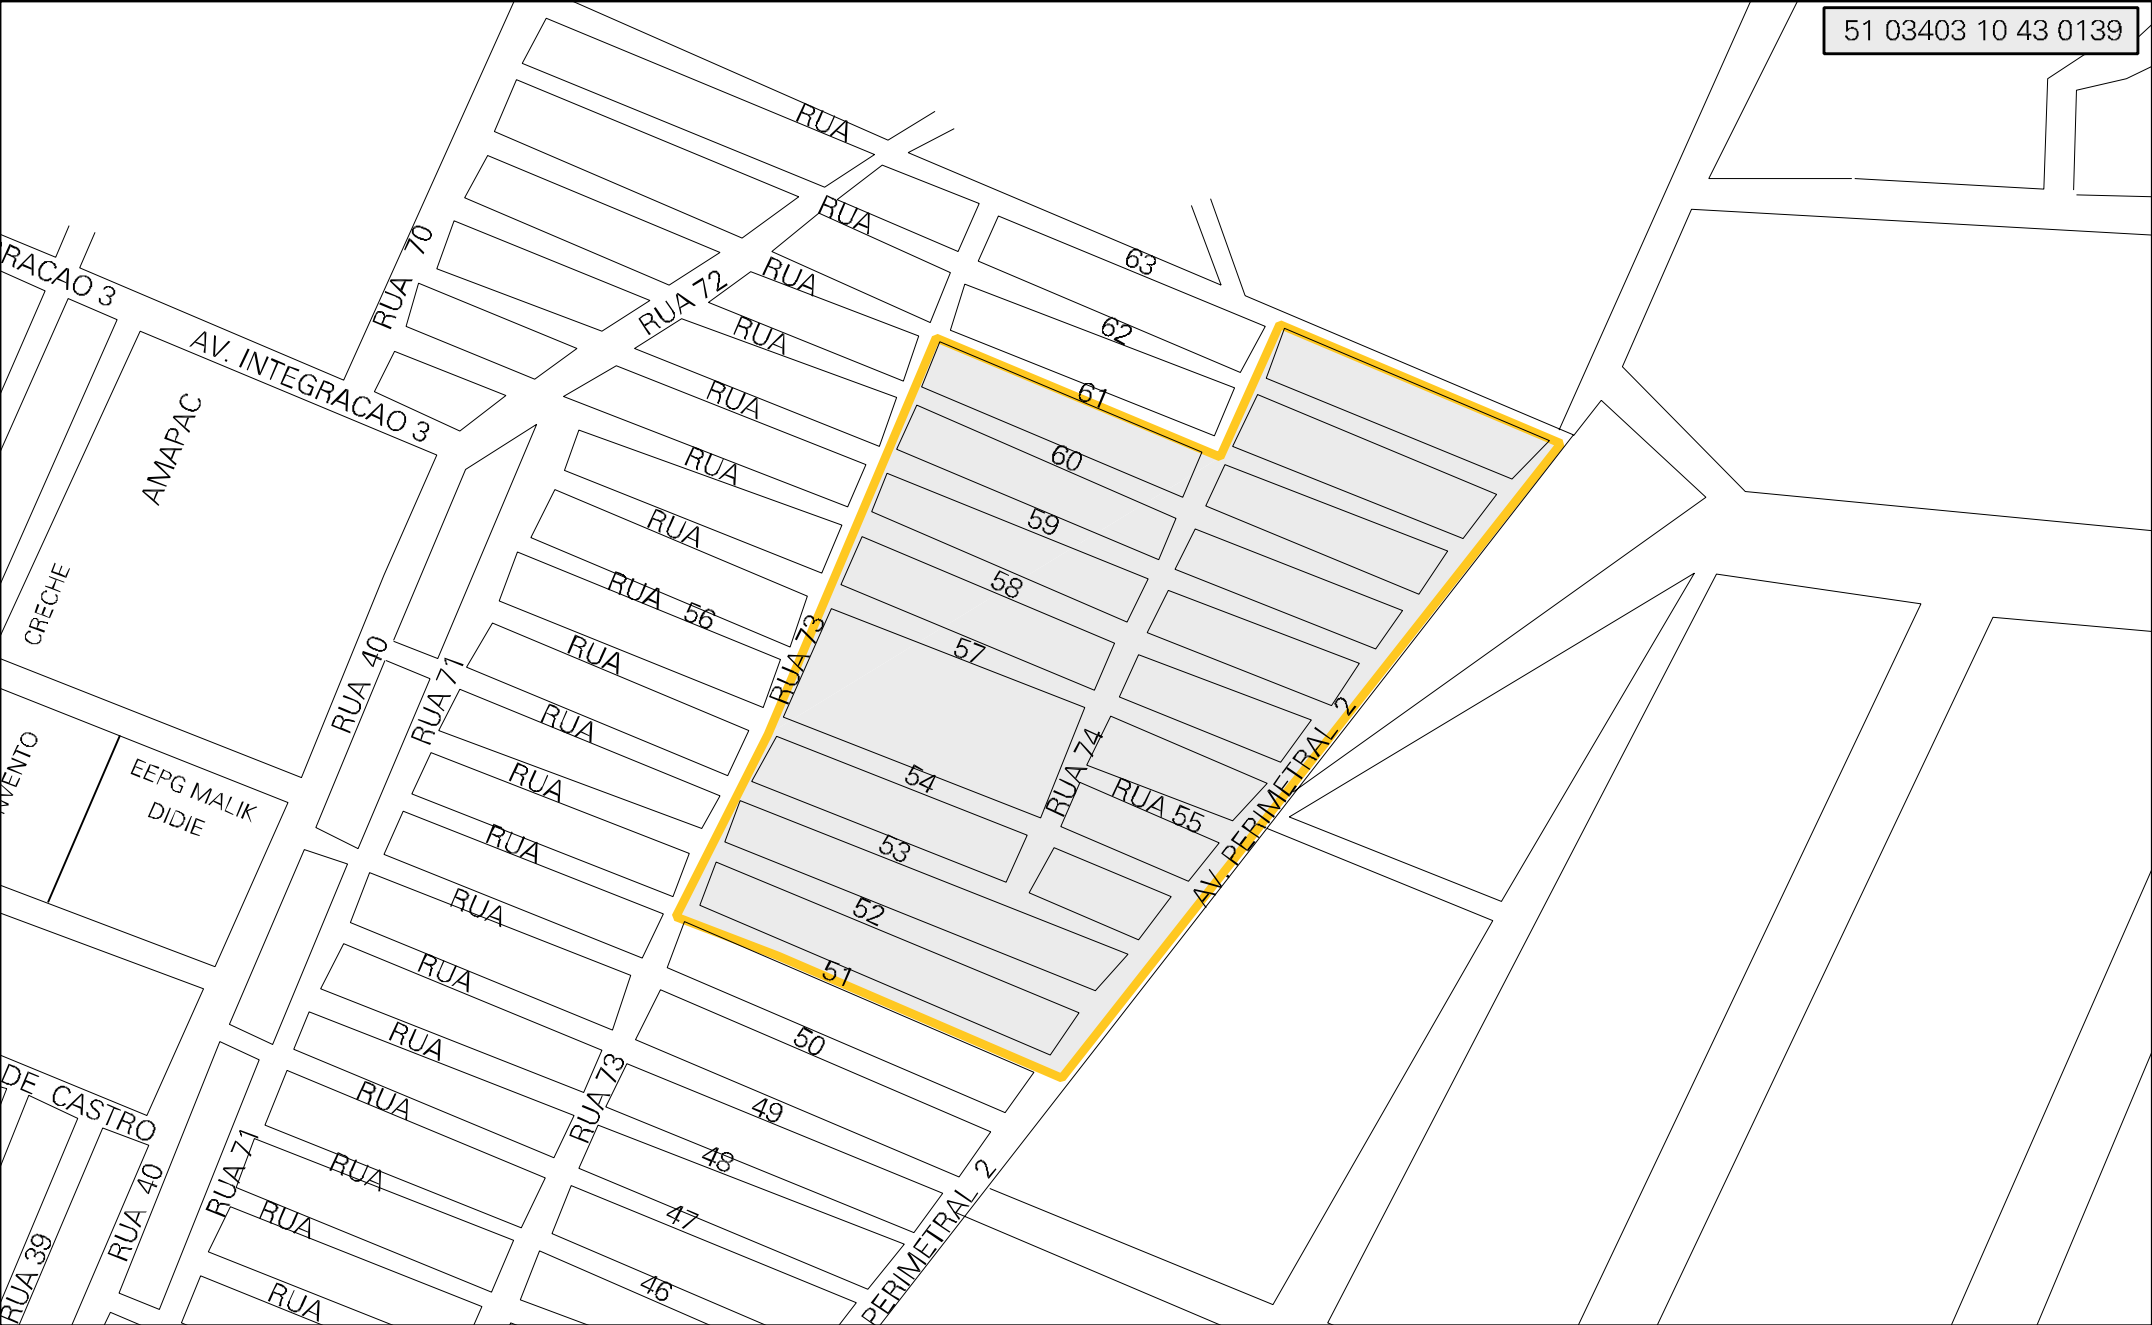 51 03403 10 43 0139
RUA
RUA
63
RACAO 3
RUA 70
RUA
RUA 72
62
RUA
AV. INTEGRACAO 3
RUA
61
AMAPAC
RUA
60
RUA
59
CRECHE
RUA 56
58
RUA 73
RUA
57
RUA 40
RUA 71
RUA
AV. PERIMETRAL 2
RUA 74
RUA 55
54
NVENTO
EEPG MALIK
DIDIE
RUA
RUA
53
RUA
52
RUA
51
RUA
50
RUA 73
RUA
49
DE CASTRO
RUA
48
RUA 71
RUA 40
RUA
47
RUA 39
RUA
46
PERIMETRAL 2